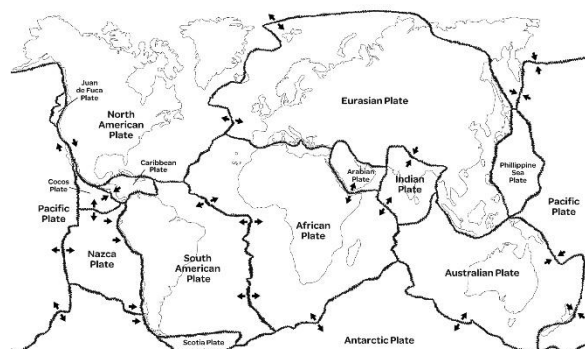 Juan
de Fuca
Plate
North
American
Plate
Eurasian Plate
Caribbean
Plate
Cocos
Plate
Pacific
Plate
Nazca
Plate
South
American
Plate
African
Plate
Arabian
Plate
Indian
Plate
Phillippine
Sea
Plate
Pacific
Plate
Australian Plate
Scotia Plate
Antarctic Plate